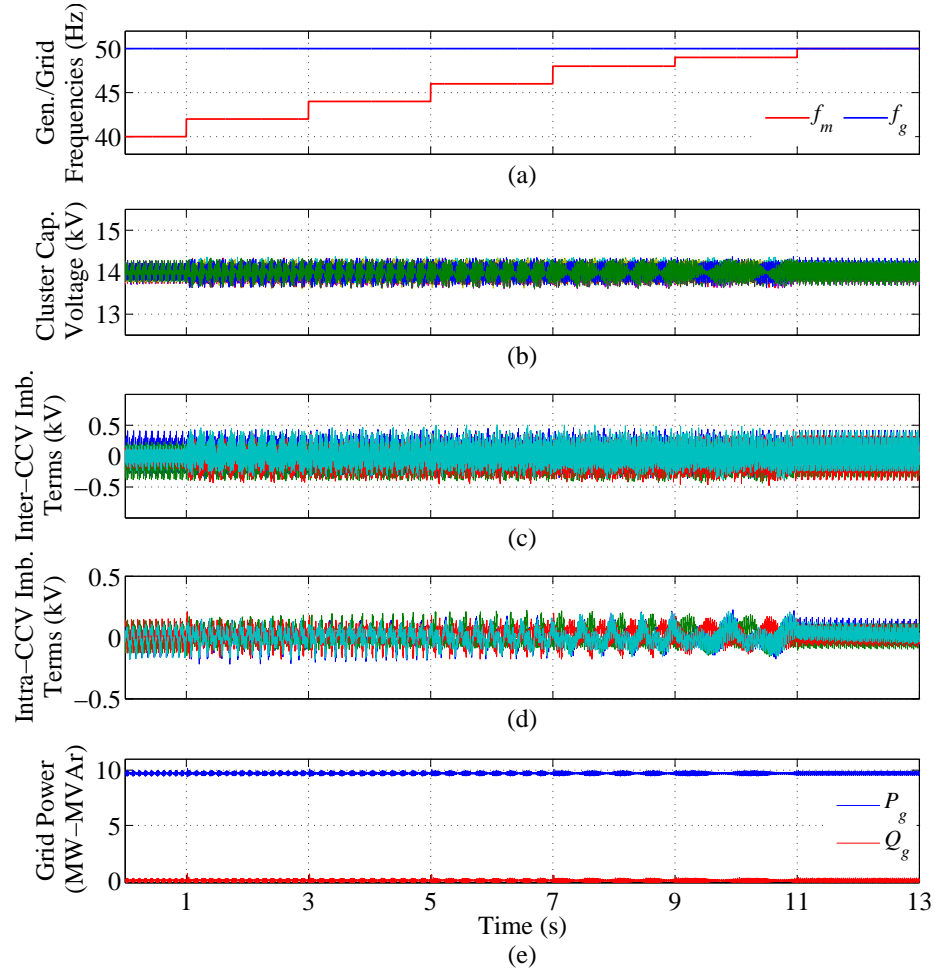 Gen./Grid
Frequencies (Hz)
50
45
40
f_m f_g
(a)
Cluster Cap.
Voltage (kV)
15
14
13
(b)
Inter−CCV Imb.
Terms (kV)
0.5
0
−0.5
(c)
Intra−CCV Imb.
Terms (kV)
0.5
0
−0.5
(d)
Grid Power
(MW−MVAr)
10
5
0
P_g
Q_g
1 3 5 7 9 11 13
Time (s)
(e)